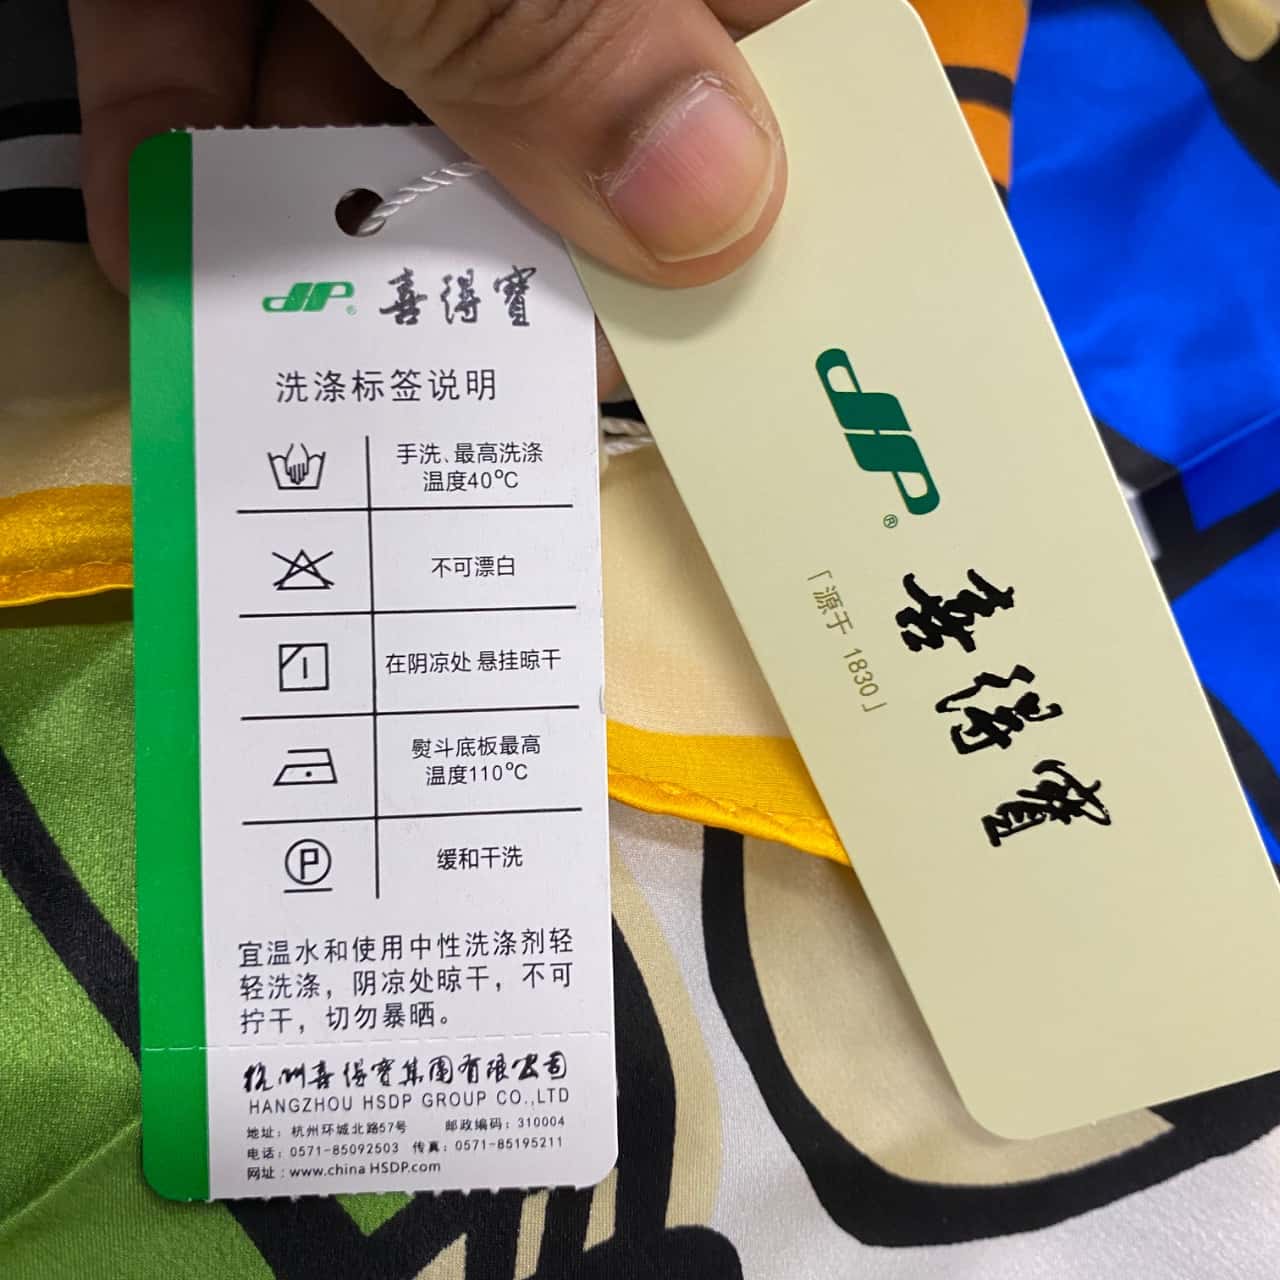 HP® 喜得寳
洗涤标签说明
手洗、最高洗涤
温度40℃
不可漂白
在阴凉处 悬挂晾干
熨斗底板最高
温度110℃
P
缓和干洗
宜温水和使用中性洗涤剂轻
轻洗涤，阴凉处晾干，不可
拧干，切勿暴晒。
杭州喜得寳集團有限公司
HANGZHOU HSDP GROUP CO.,LTD
地址：杭州环城北路57号 邮政编码：310004
电话：0571-85092503 传真：0571-85195211
网址：www.china HSDP.com
HP®
喜得寳
「源于 1830」